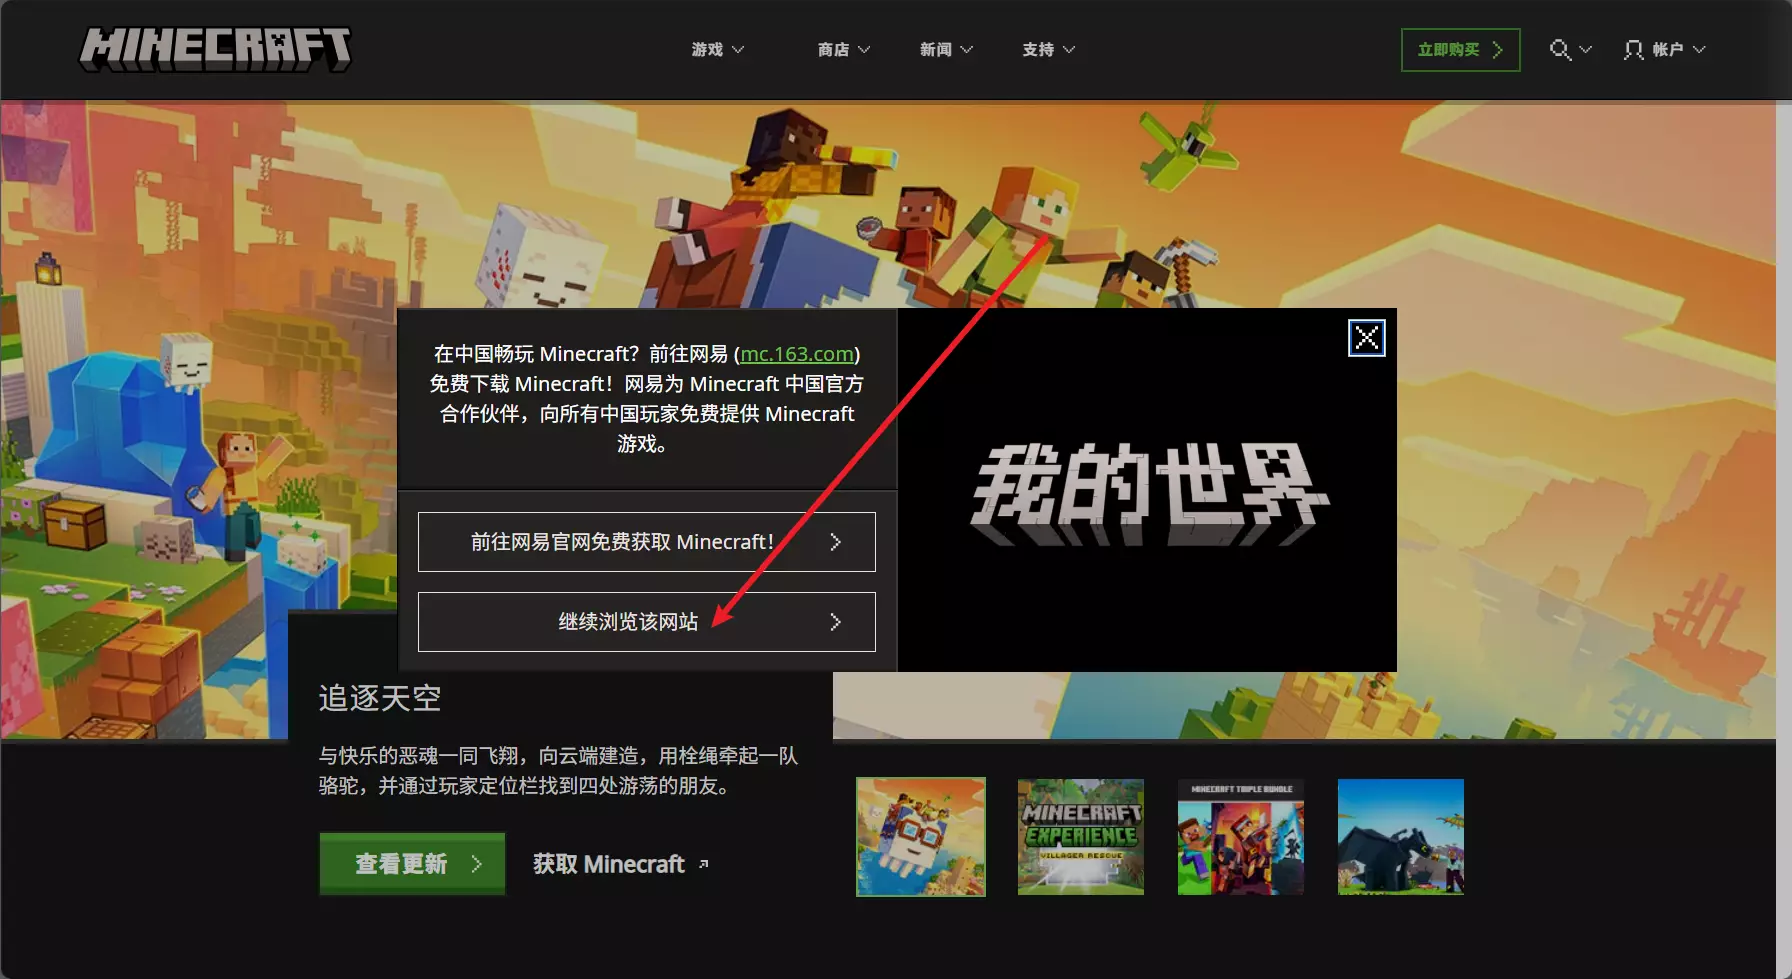 MINECRAFT
游戏
商店
新闻
支持
立即购买
帐户
在中国畅玩 Minecraft？前往网易 (mc.163.com)
免费下载 Minecraft！网易为 Minecraft 中国官方
合作伙伴，向所有中国玩家免费提供 Minecraft
游戏。
前往网易官网免费获取 Minecraft！
继续浏览该网站
我的世界
追逐天空
与快乐的恶魂一同飞翔，向云端建造，用栓绳牵起一队
骆驼，并通过玩家定位栏找到四处游荡的朋友。
查看更新
获取 Minecraft
MINECRAFT
EXPERIENCE
VILLAGER RESCUE
MINECRAFT TRIPLE BUNDLE